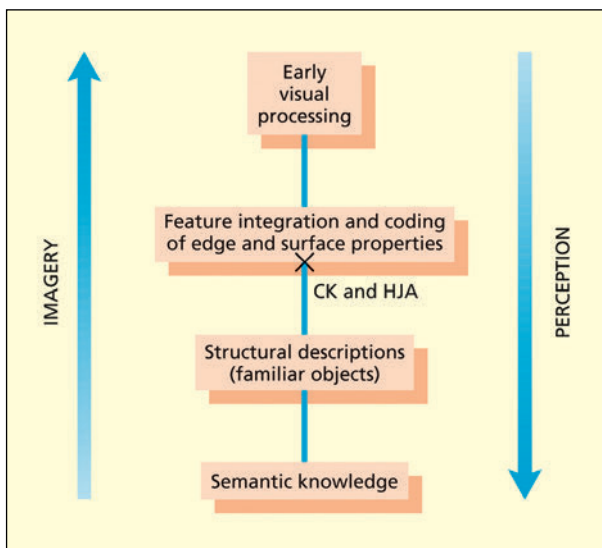 Early
visual
processing
Feature integration and coding
of edge and surface properties
CK and HJA
Structural descriptions
(familiar objects)
Semantic knowledge
IMAGERY
PERCEPTION